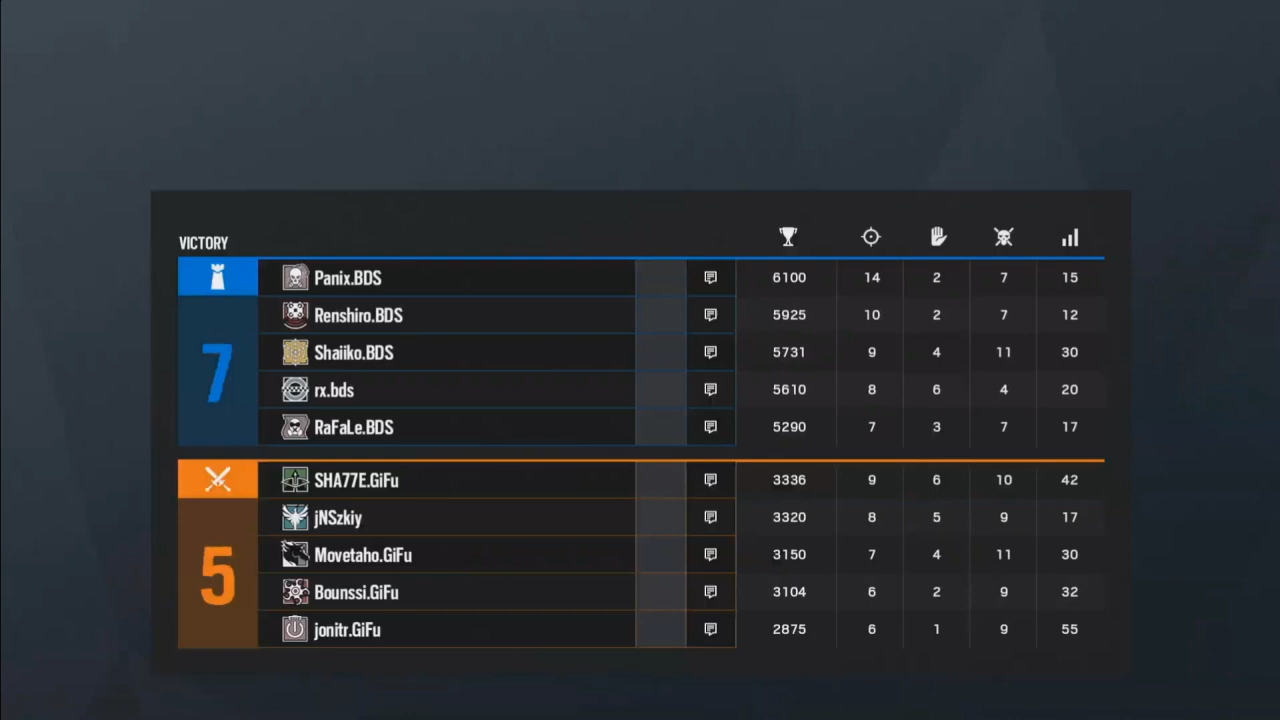 VICTORY
Panix.BDS 6100 14 2 7 15
Renshiro.BDS 5925 10 2 7 12
7
Shaiiko.BDS 5731 9 4 11 30
rx.bds 5610 8 6 4 20
RaFaLe.BDS 5290 7 3 7 17
SHA77E.GiFu 3336 9 6 10 42
jNSzkiy 3320 8 5 9 17
5
Movetaho.GiFu 3150 7 4 11 30
Bounssi.GiFu 3104 6 2 9 32
jonitr.GiFu 2875 6 1 9 55